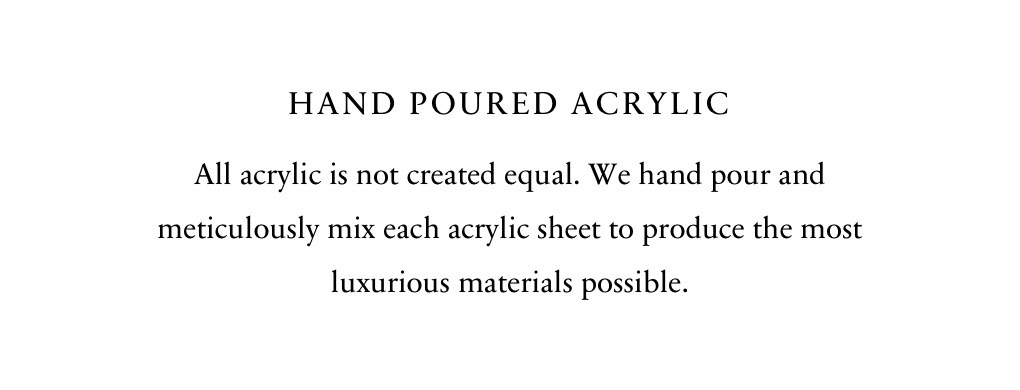 HAND POURED ACRYLIC
All acrylic is not created equal. We hand pour and
meticulously mix each acrylic sheet to produce the most
luxurious materials possible.